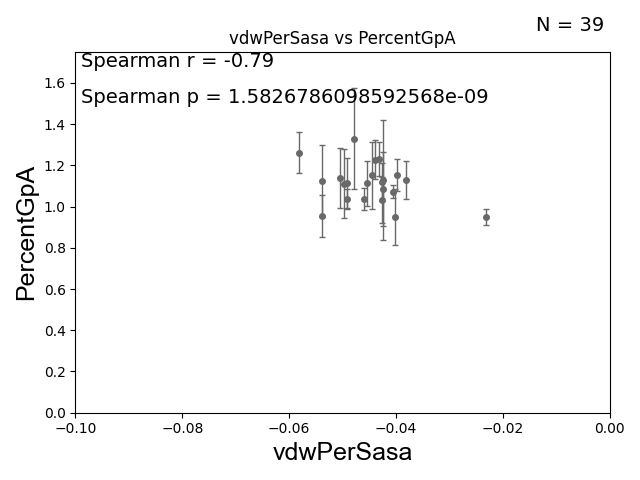 N = 39
vdwPerSasa vs PercentGpA
Spearman r = -0.79
Spearman p = 1.5826786098592568e-09
1.6
1.4
1.2
1.0
0.8
0.6
0.4
0.2
0.0
PercentGpA
−0.10
−0.08
−0.06
−0.04
−0.02
0.00
vdwPerSasa